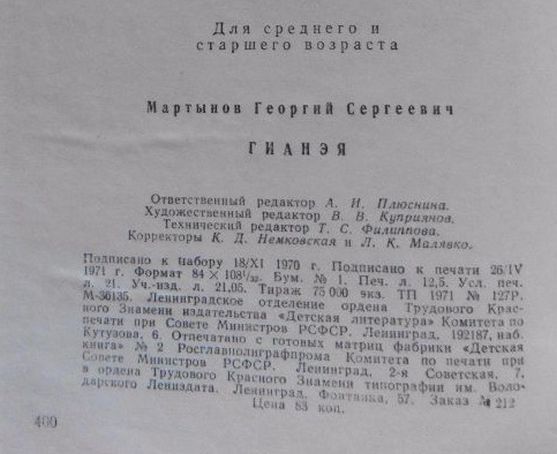 Для среднего и
старшего возраста
Мартынов Георгий Сергеевич
ГИАНЭЯ
Ответственный редактор А. И. Плюснина.
Художественный редактор В. В. Куприянов.
Технический редактор Т. С. Филиппова.
Корректоры К. Д. Немковская и Л. К. Малявко.
Подписано к набору 18/XI 1970 г. Подписано к печати 26/IV
1971 г. Формат 84 × 108¹/₃₂. Бум. № 1. Печ. л. 12,5. Усл. печ.
л. 21. Уч.-изд. л. 21,05. Тираж 75 000 экз. ТП 1971 № 127Р.
М-36135. Ленинградское отделение ордена Трудового Крас-
ного Знамени издательства «Детская литература» Комитета по
печати при Совете Министров РСФСР. Ленинград, 192187, наб.
Кутузова, 6. Отпечатано с готовых матриц фабрики «Детская
книга» № 2 Росглавполиграфпрома Комитета по печати при
Совете Министров РСФСР. Ленинград, 2-я Советская, 7,
в ордена Трудового Красного Знамени типографии им. Воло-
дарского Лениздата. Ленинград, Фонтанка, 57. Заказ № 212
Цена 83 коп.
400